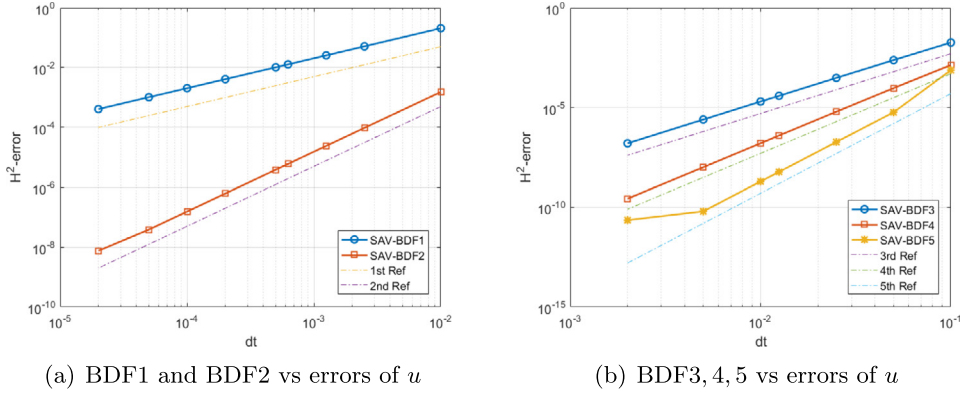 10^0
10^-2
10^-4
10^-6
10^-8
10^-10
H^2-error
10^-5
10^-4
10^-3
10^-2
dt
SAV-BDF1
SAV-BDF2
1st Ref
2nd Ref
(a) BDF1 and BDF2 vs errors of u
10^0
10^-5
10^-10
10^-15
H^2-error
10^-3
10^-2
10^-1
dt
SAV-BDF3
SAV-BDF4
SAV-BDF5
3rd Ref
4th Ref
5th Ref
(b) BDF3, 4, 5 vs errors of u